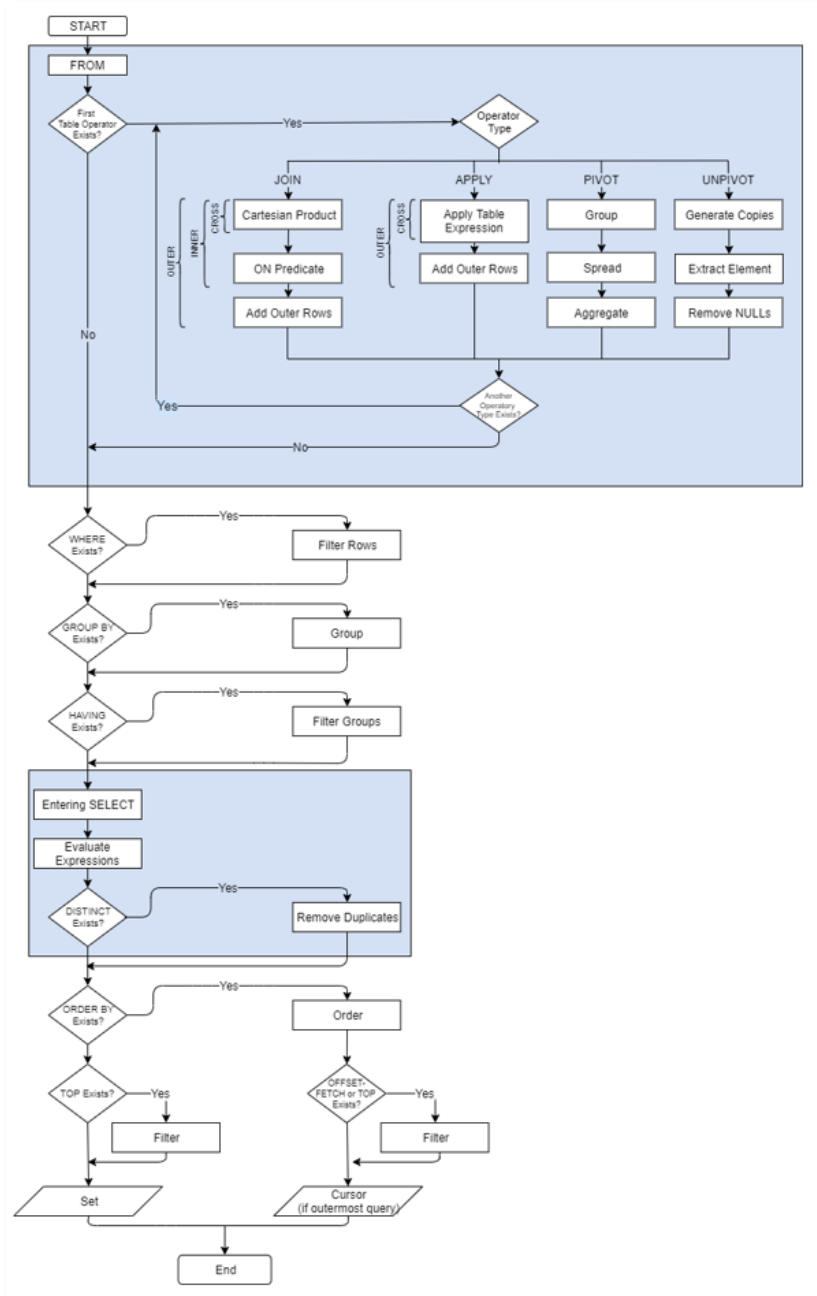 START
FROM
First
Table Operator
Exists?
Yes
Operator
Type
JOIN
APPLY
PIVOT
UNPIVOT
OUTER
INNER
CROSS
Cartesian Product
ON Predicate
Add Outer Rows
OUTER
CROSS
Apply Table
Expression
Add Outer Rows
Group
Spread
Aggregate
Generate Copies
Extract Element
Remove NULLs
No
Another
Operatory
Type Exists?
Yes
No
WHERE
Exists?
Yes
Filter Rows
GROUP BY
Exists?
Yes
Group
HAVING
Exists?
Yes
Filter Groups
Entering SELECT
Evaluate
Expressions
DISTINCT
Exists?
Yes
Remove Duplicates
ORDER BY
Exists?
Yes
Order
TOP Exists?
Yes
Filter
OFFSET-
FETCH or TOP
Exists?
Yes
Filter
Set
Cursor
(if outermost query)
End